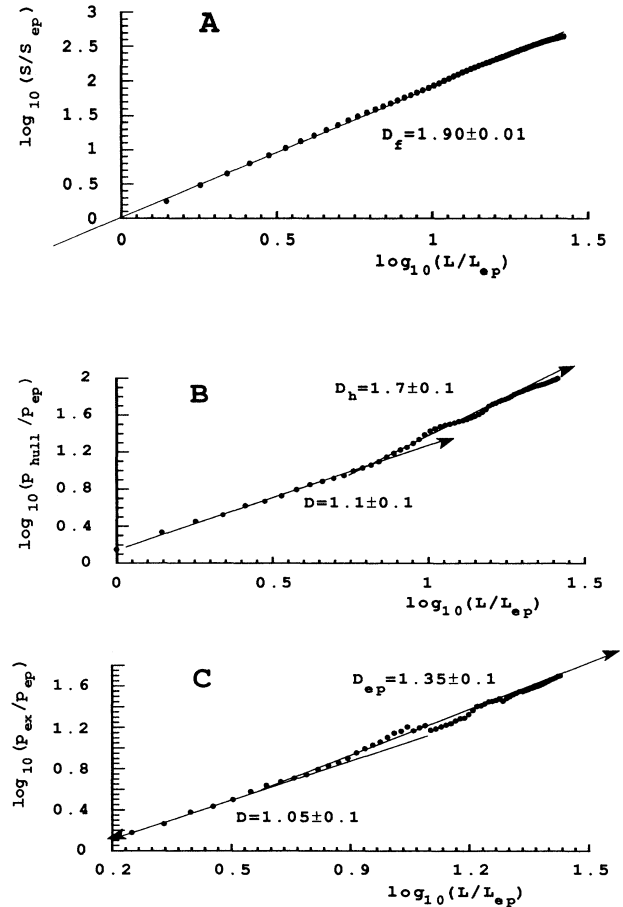 A
log10(S/Sep)
3
2.5
2
1.5
1
0.5
0
Df=1.90±0.01
0 0.5 1 1.5
log10(L/Lep)
B
log10(Phull/Pep)
2
1.6
1.2
0.8
0.4
0
Dh=1.7±0.1
D=1.1±0.1
0 0.5 1 1.5
log10(L/Lep)
C
log10(Pex/Pep)
1.6
1.2
0.8
0.4
0
Dep=1.35±0.1
D=1.05±0.1
0.2 0.5 0.9 1.2 1.5
log10(L/Lep)